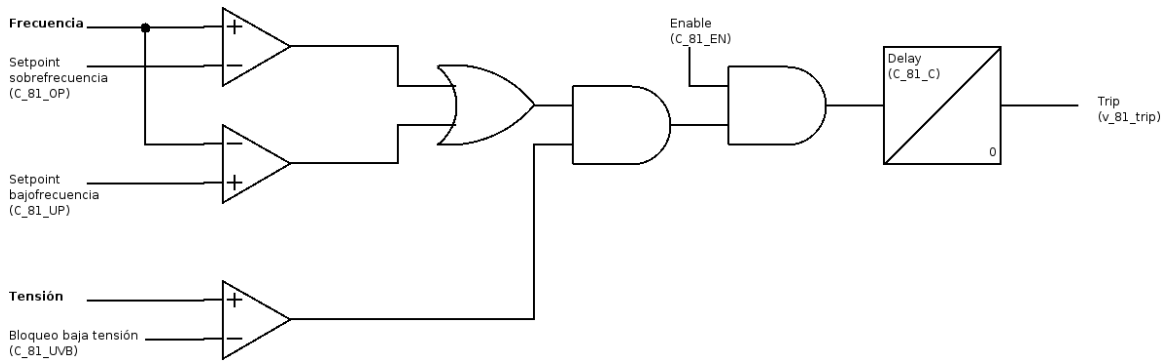 Frecuencia
+
Setpoint
sobrefrecuencia
(C_81_OP)
−
Enable
(C_81_EN)
Delay
(C_81_C)
Trip
(v_81_trip)
0
−
Setpoint
bajofrecuencia
(C_81_UP)
+
Tensión
+
Bloqueo baja tensión
(C_81_UVB)
−